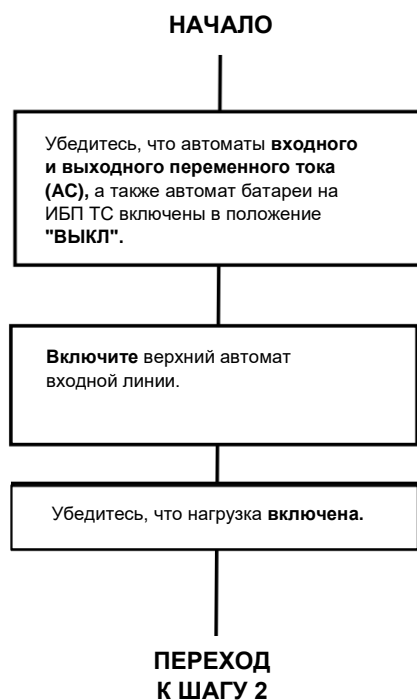 НАЧАЛО
Убедитесь, что автоматы входного
и выходного переменного тока
(AC), а также автомат батареи на
ИБП ТС включены в положение
"ВЫКЛ".
Включите верхний автомат
входной линии.
Убедитесь, что нагрузка включена.
ПЕРЕХОД
К ШАГУ 2